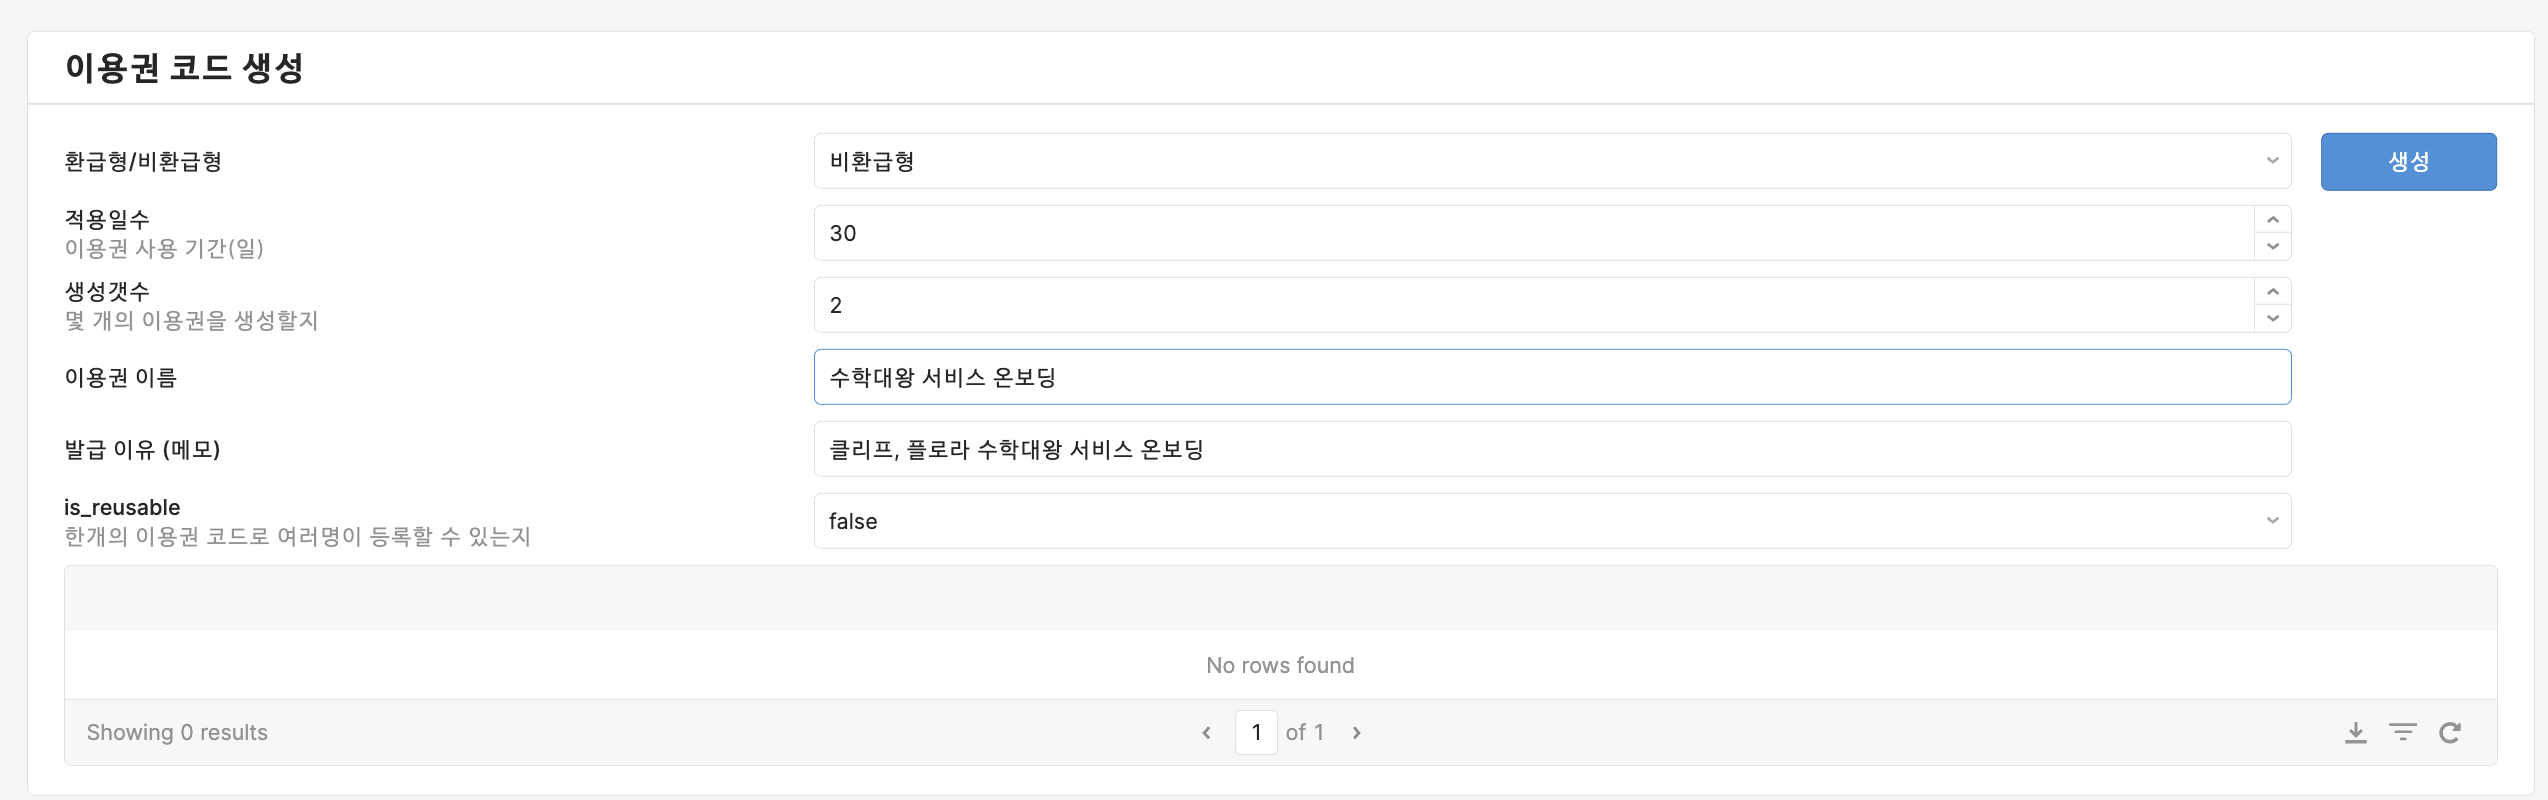 이용권 코드 생성
환급형/비환급형
비환급형
생성
적용일수
이용권 사용 기간(일)
30
생성갯수
몇 개의 이용권을 생성할지
2
이용권 이름
수학대왕 서비스 온보딩
발급 이유 (메모)
클리프, 플로라 수학대왕 서비스 온보딩
is_reusable
한개의 이용권 코드로 여러명이 등록할 수 있는지
false
No rows found
Showing 0 results
1 of 1